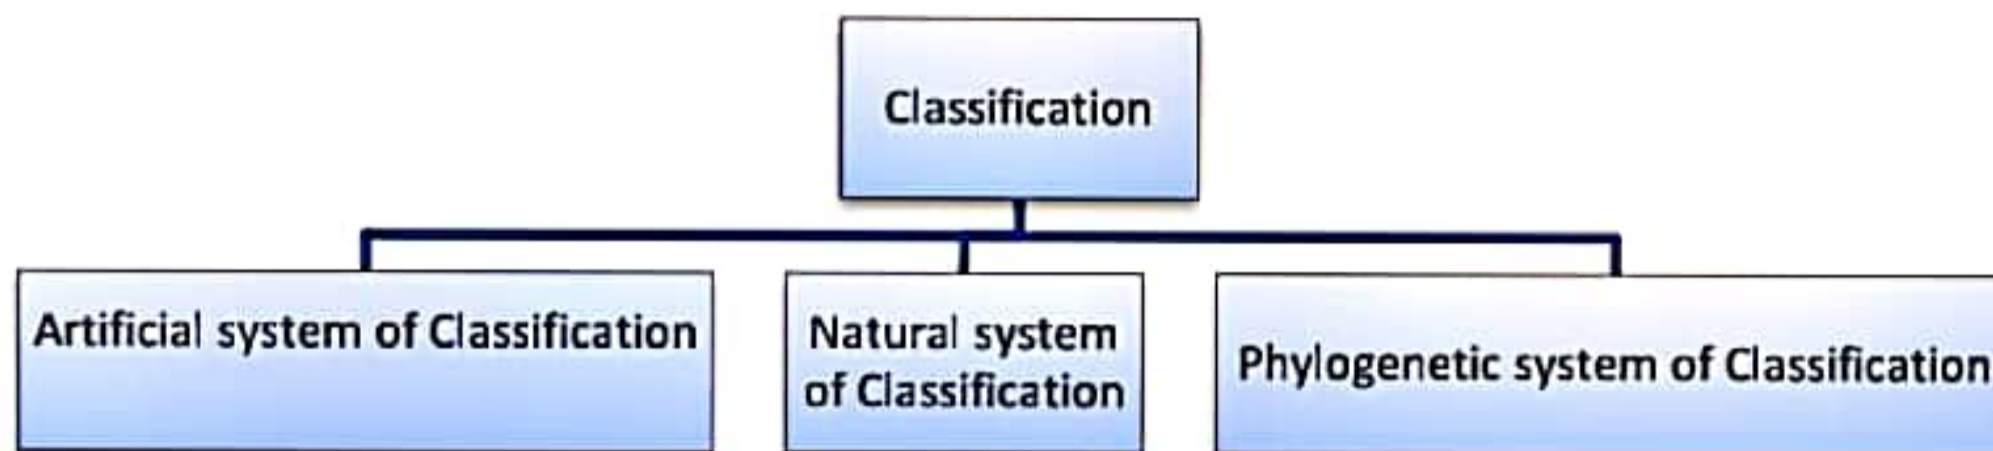 Classification
Artificial system of Classification
Natural system
of Classification
Phylogenetic system of Classification